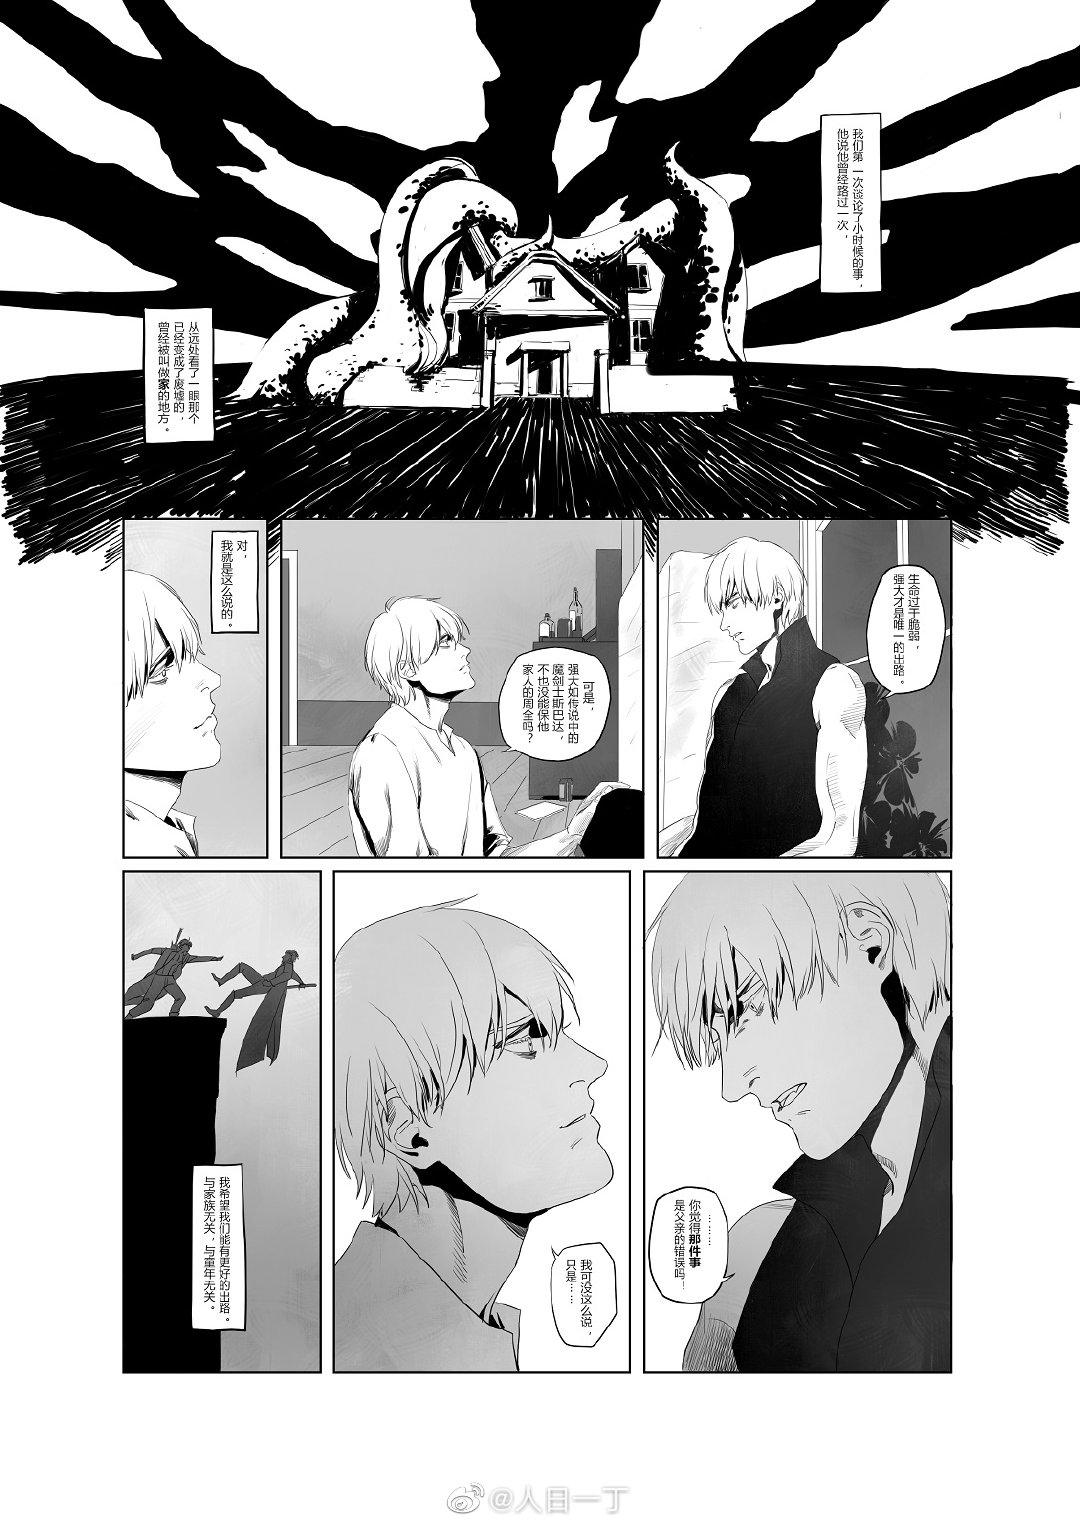 我们第一次谈论了小时候的事，
他说他曾经路过一次，
从远处看了一眼那个
已经变成了废墟的，
曾经被叫做家的地方。
生命过于脆弱，
强大才是唯一的出路。
可是，
强大如传说中的
魔剑士斯巴达，
不也没能保他
家人的周全吗？
对，
我就是这么说的。
…………
你觉得那件事
是父亲的错误吗！
我可没这么说，
只是……
我希望我们能有更好的出路。
与家族无关，与童年无关。
@人日一丁